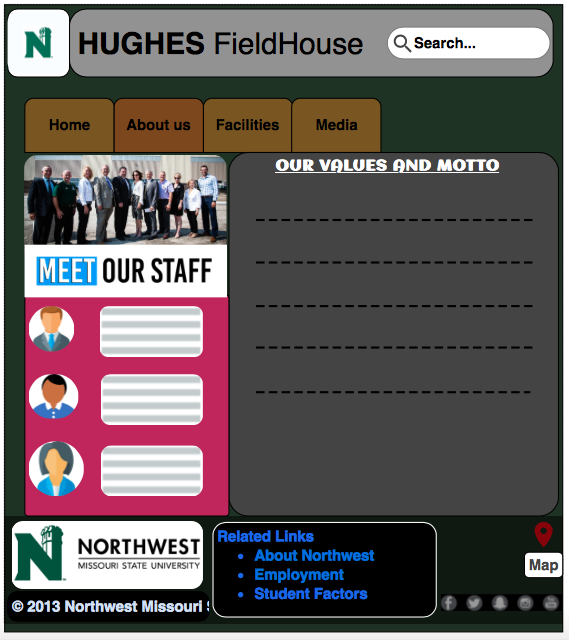 HUGHES FieldHouse
Search...
Home
About us
Facilities
Media
OUR VALUES AND MOTTO
MEET OUR STAFF
N
NORTHWEST
MISSOURI STATE UNIVERSITY
© 2013 Northwest Missouri S
Related Links
• About Northwest
• Employment
• Student Factors
Map